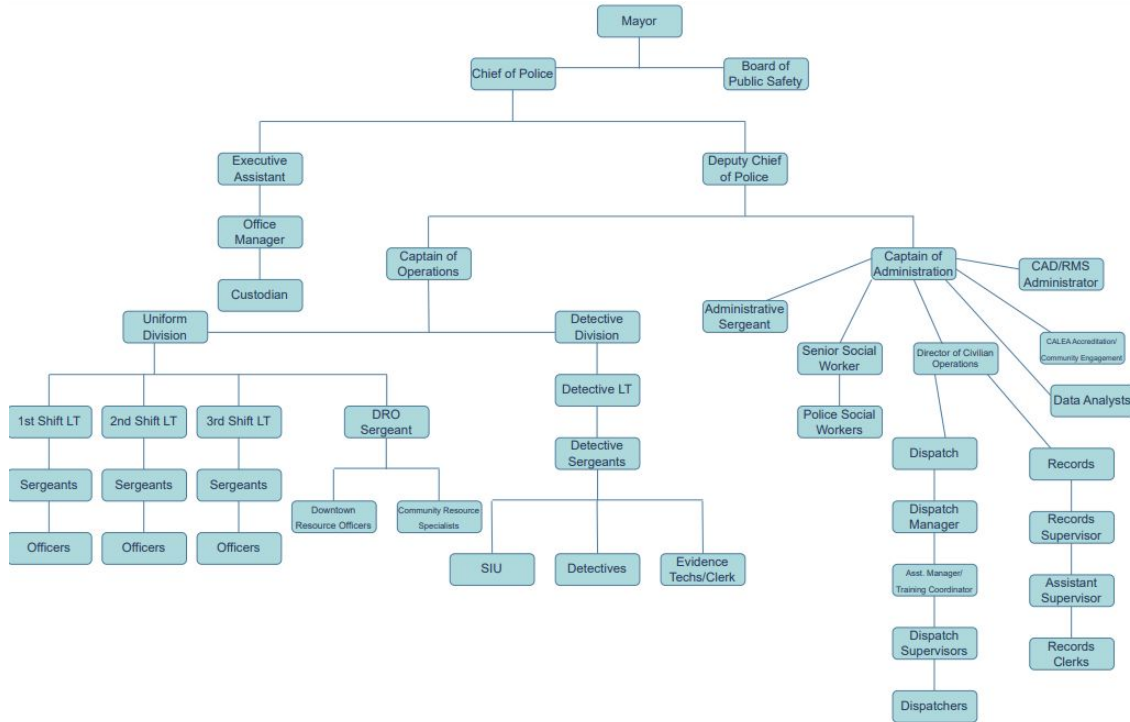 Mayor
Chief of Police
Board of
Public Safety
Executive
Assistant
Deputy Chief
of Police
Office
Manager
Captain of
Operations
Captain of
Administration
CAD/RMS
Administrator
Custodian
Administrative
Sergeant
Uniform
Division
Detective
Division
Senior Social
Worker
Director of Civilian
Operations
CALEA Accreditation/
Community Engagement
Detective LT
Data Analysts
1st Shift LT
2nd Shift LT
3rd Shift LT
DRO
Sergeant
Police Social
Workers
Detective
Sergeants
Dispatch
Records
Sergeants
Sergeants
Sergeants
Downtown
Resource Officers
Community Resource
Specialists
Dispatch
Manager
Records
Supervisor
Officers
Officers
Officers
SIU
Detectives
Evidence
Techs/Clerk
Asst. Manager/
Training Coordinator
Assistant
Supervisor
Dispatch
Supervisors
Records
Clerks
Dispatchers